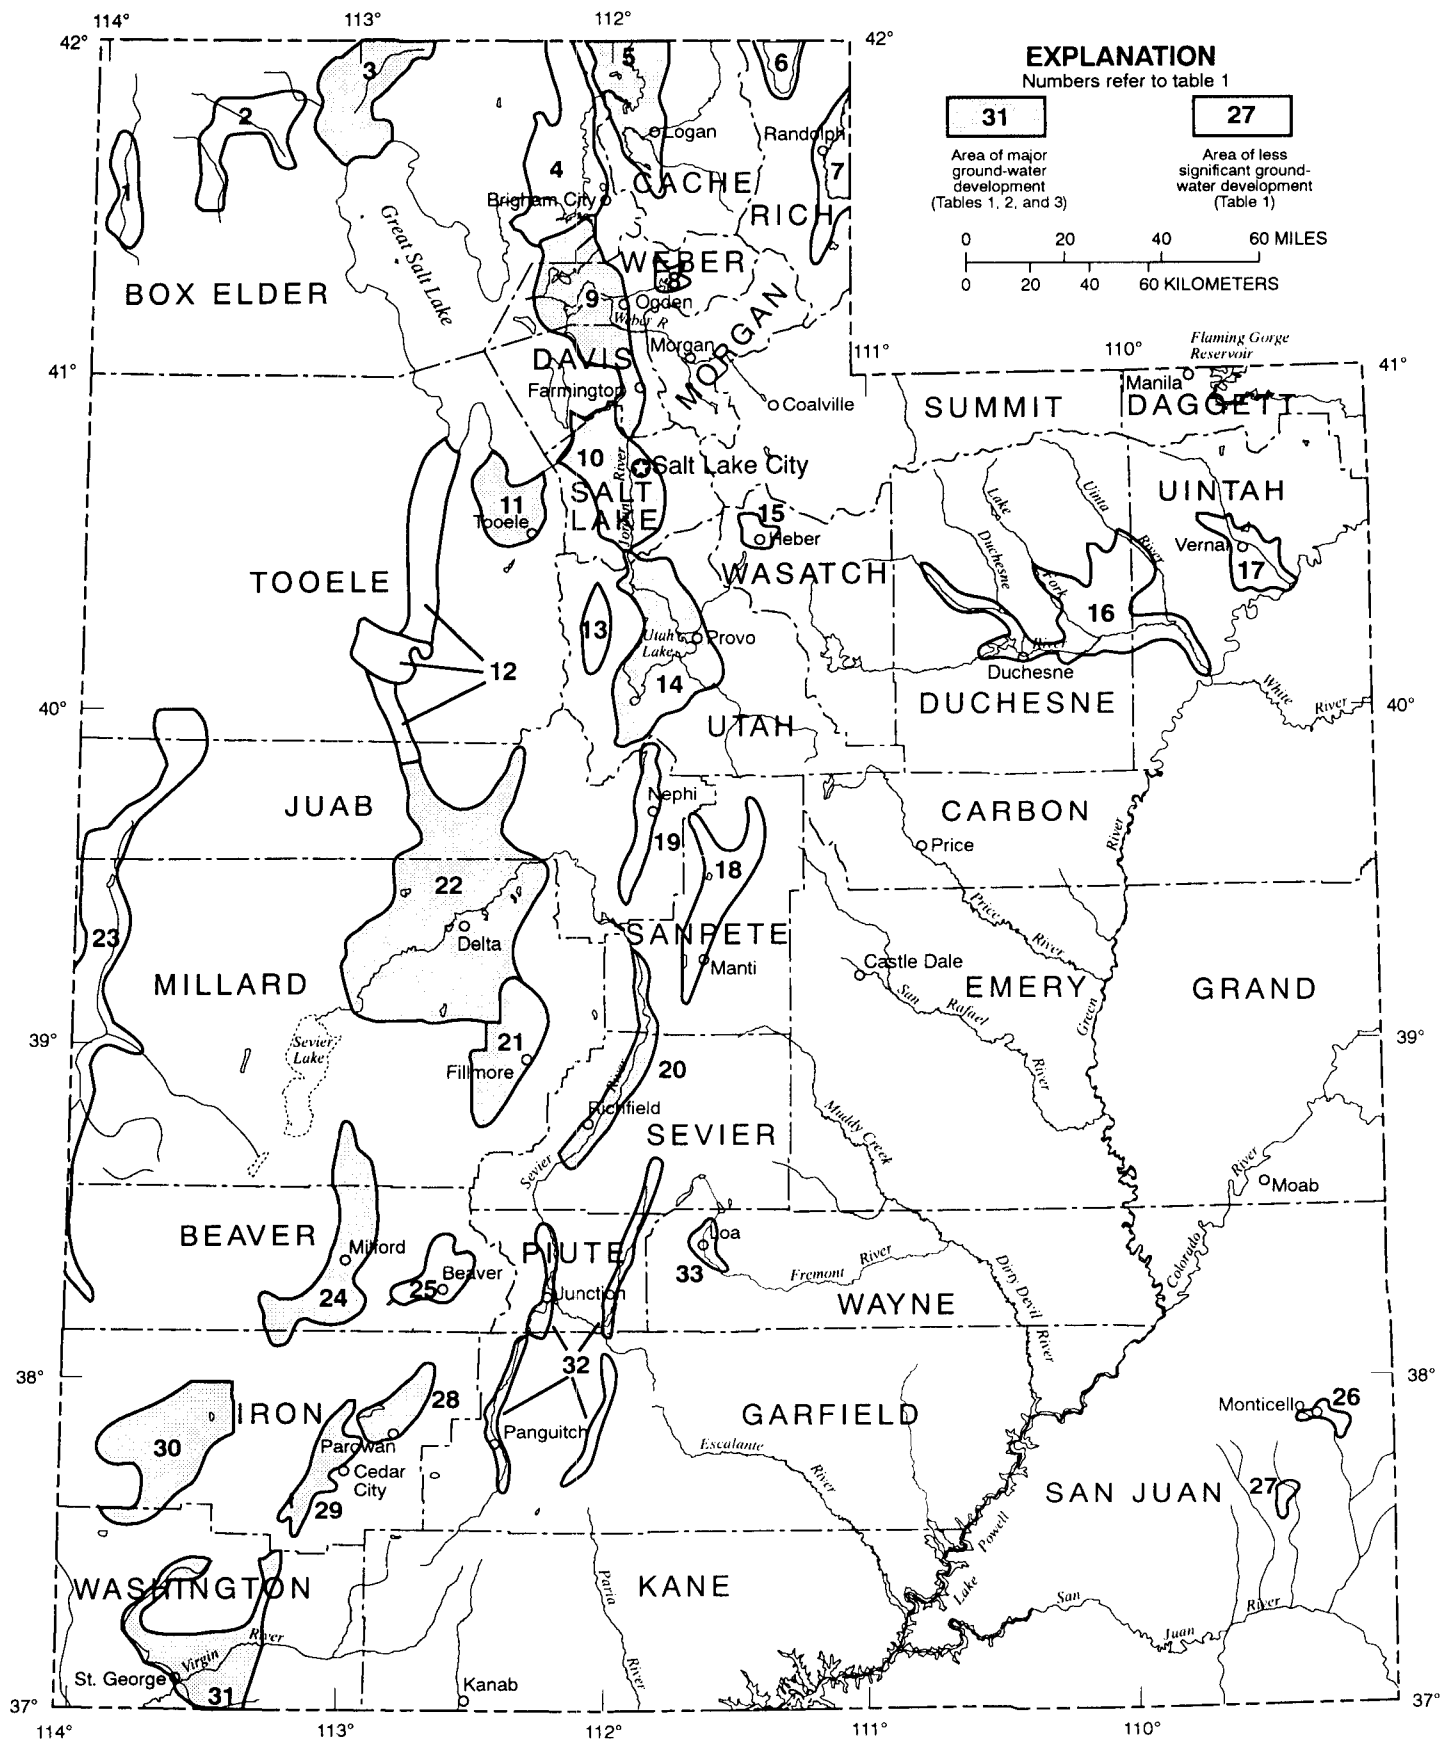 114°
113°
112°
42°
42°
EXPLANATION
Numbers refer to table 1
31
27
Area of major
ground-water
development
(Tables 1, 2, and 3)
Area of less
significant ground-
water development
(Table 1)
0 20 40 60 MILES
0 20 40 60 KILOMETERS
1
2
3
4
5
6
7
Logan
Randolph
CACHE
RICH
Brigham City
Great Salt Lake
BOX ELDER
WEBER
8
9
Ogden
Weber R
MORGAN
Morgan
DAVIS
Farmington
Coalville
41°
111°
110°
41°
Flaming Gorge
Reservoir
Manila
DAGGETT
SUMMIT
10
Salt Lake City
SALT
LAKE
Jordan River
11
Tooele
TOOELE
12
13
15
Heber
WASATCH
Utah
Lake
Provo
14
UTAH
Lake Fork
Uinta River
Duchesne River
16
Duchesne
DUCHESNE
UINTAH
Vernal
17
White River
40°
40°
JUAB
Nephi
19
18
CARBON
Price
Price River
Green River
22
Delta
23
SANPETE
Manti
MILLARD
Castle Dale
EMERY
GRAND
San Rafael River
39°
39°
Sevier
Lake
21
Fillmore
20
Richfield
Sevier River
SEVIER
Muddy Creek
Moab
Colorado River
BEAVER
Milford
24
25
Beaver
PIUTE
Junction
Loa
33
Fremont River
WAYNE
Dirty Devil River
32
38°
38°
IRON
28
Parowan
30
Cedar
City
29
Panguitch
GARFIELD
Escalante River
Monticello
26
SAN JUAN
27
Lake Powell
WASHINGTON
KANE
Paria River
San Juan River
Virgin River
St. George
31
Kanab
37°
37°
114°
113°
112°
111°
110°